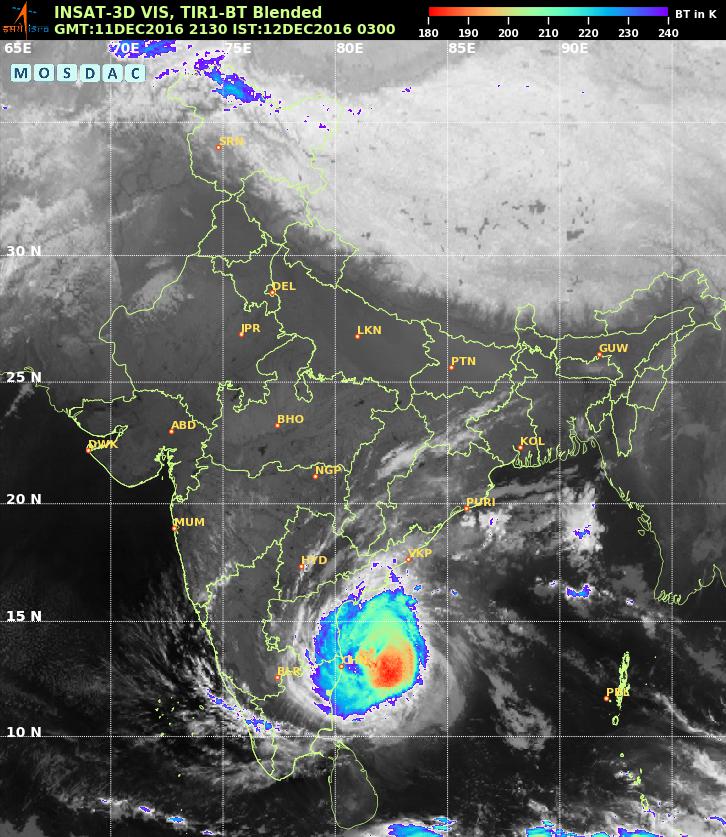 INSAT-3D VIS, TIR1-BT Blended
GMT:11DEC2016 2130 IST:12DEC2016 0300
BT in K
180 190 200 210 220 230 240
65E 70E 75E 80E 85E 90E
M O S D A C
SRN
30 N
DEL
JPR LKN
GUW
PTN
25 N
BHO
ABD
DWK KOL
NGP
20 N PURI
MUM
VKP
HYD
15 N
BLR
10 N